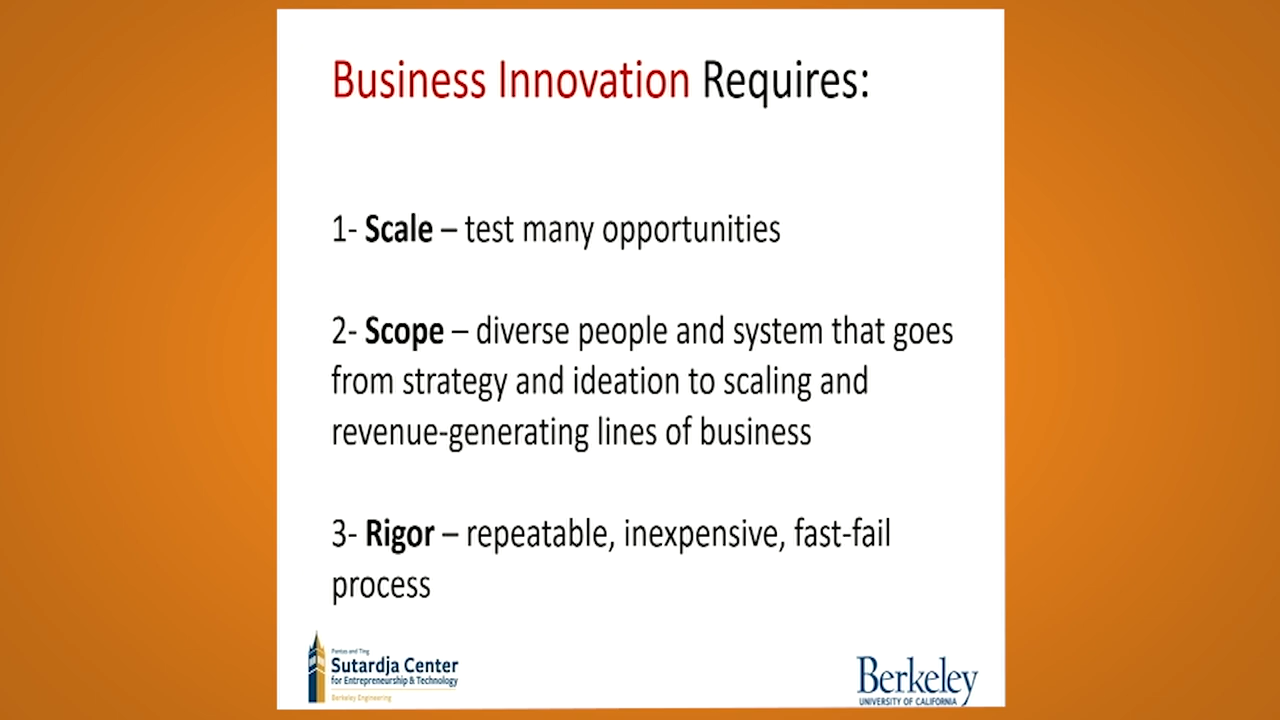 Business Innovation Requires:
1- Scale – test many opportunities
2- Scope – diverse people and system that goes
from strategy and ideation to scaling and
revenue-generating lines of business
3- Rigor – repeatable, inexpensive, fast-fail
process
Pantas and Ting
Sutardja Center
for Entrepreneurship & Technology
Berkeley Engineering
Berkeley
UNIVERSITY OF CALIFORNIA